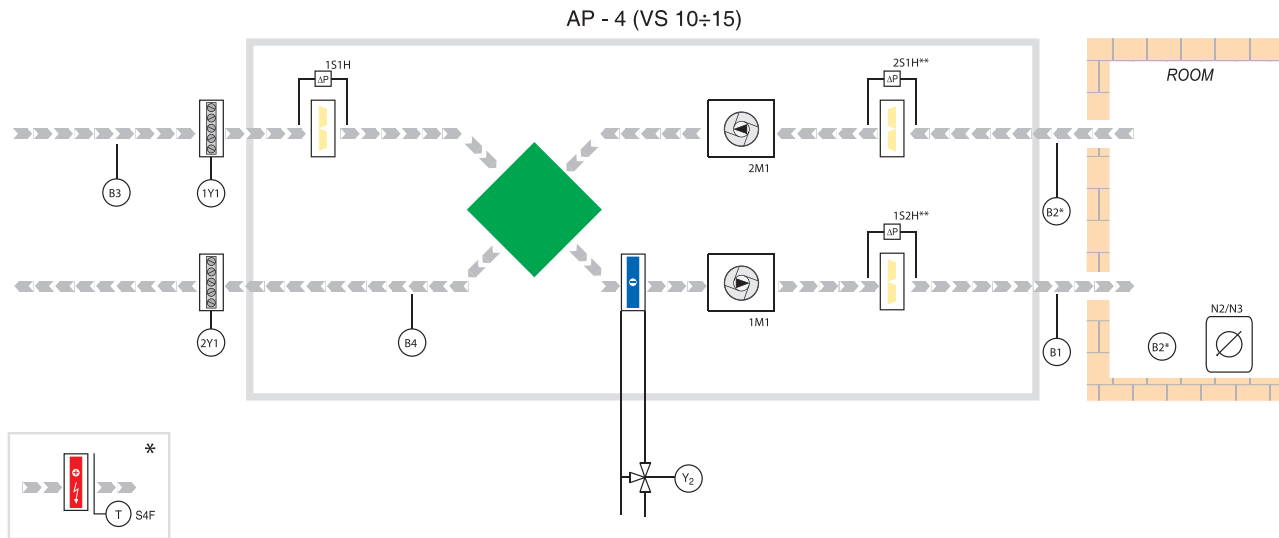 AP - 4 (VS 10÷15)
1S1H
ΔP
2S1H**
ΔP
ROOM
2M1
B3
1Y1
B2*
1S2H**
ΔP
1M1
2Y1
B4
B1
B2*
N2/N3
*
T
S4F
Y2